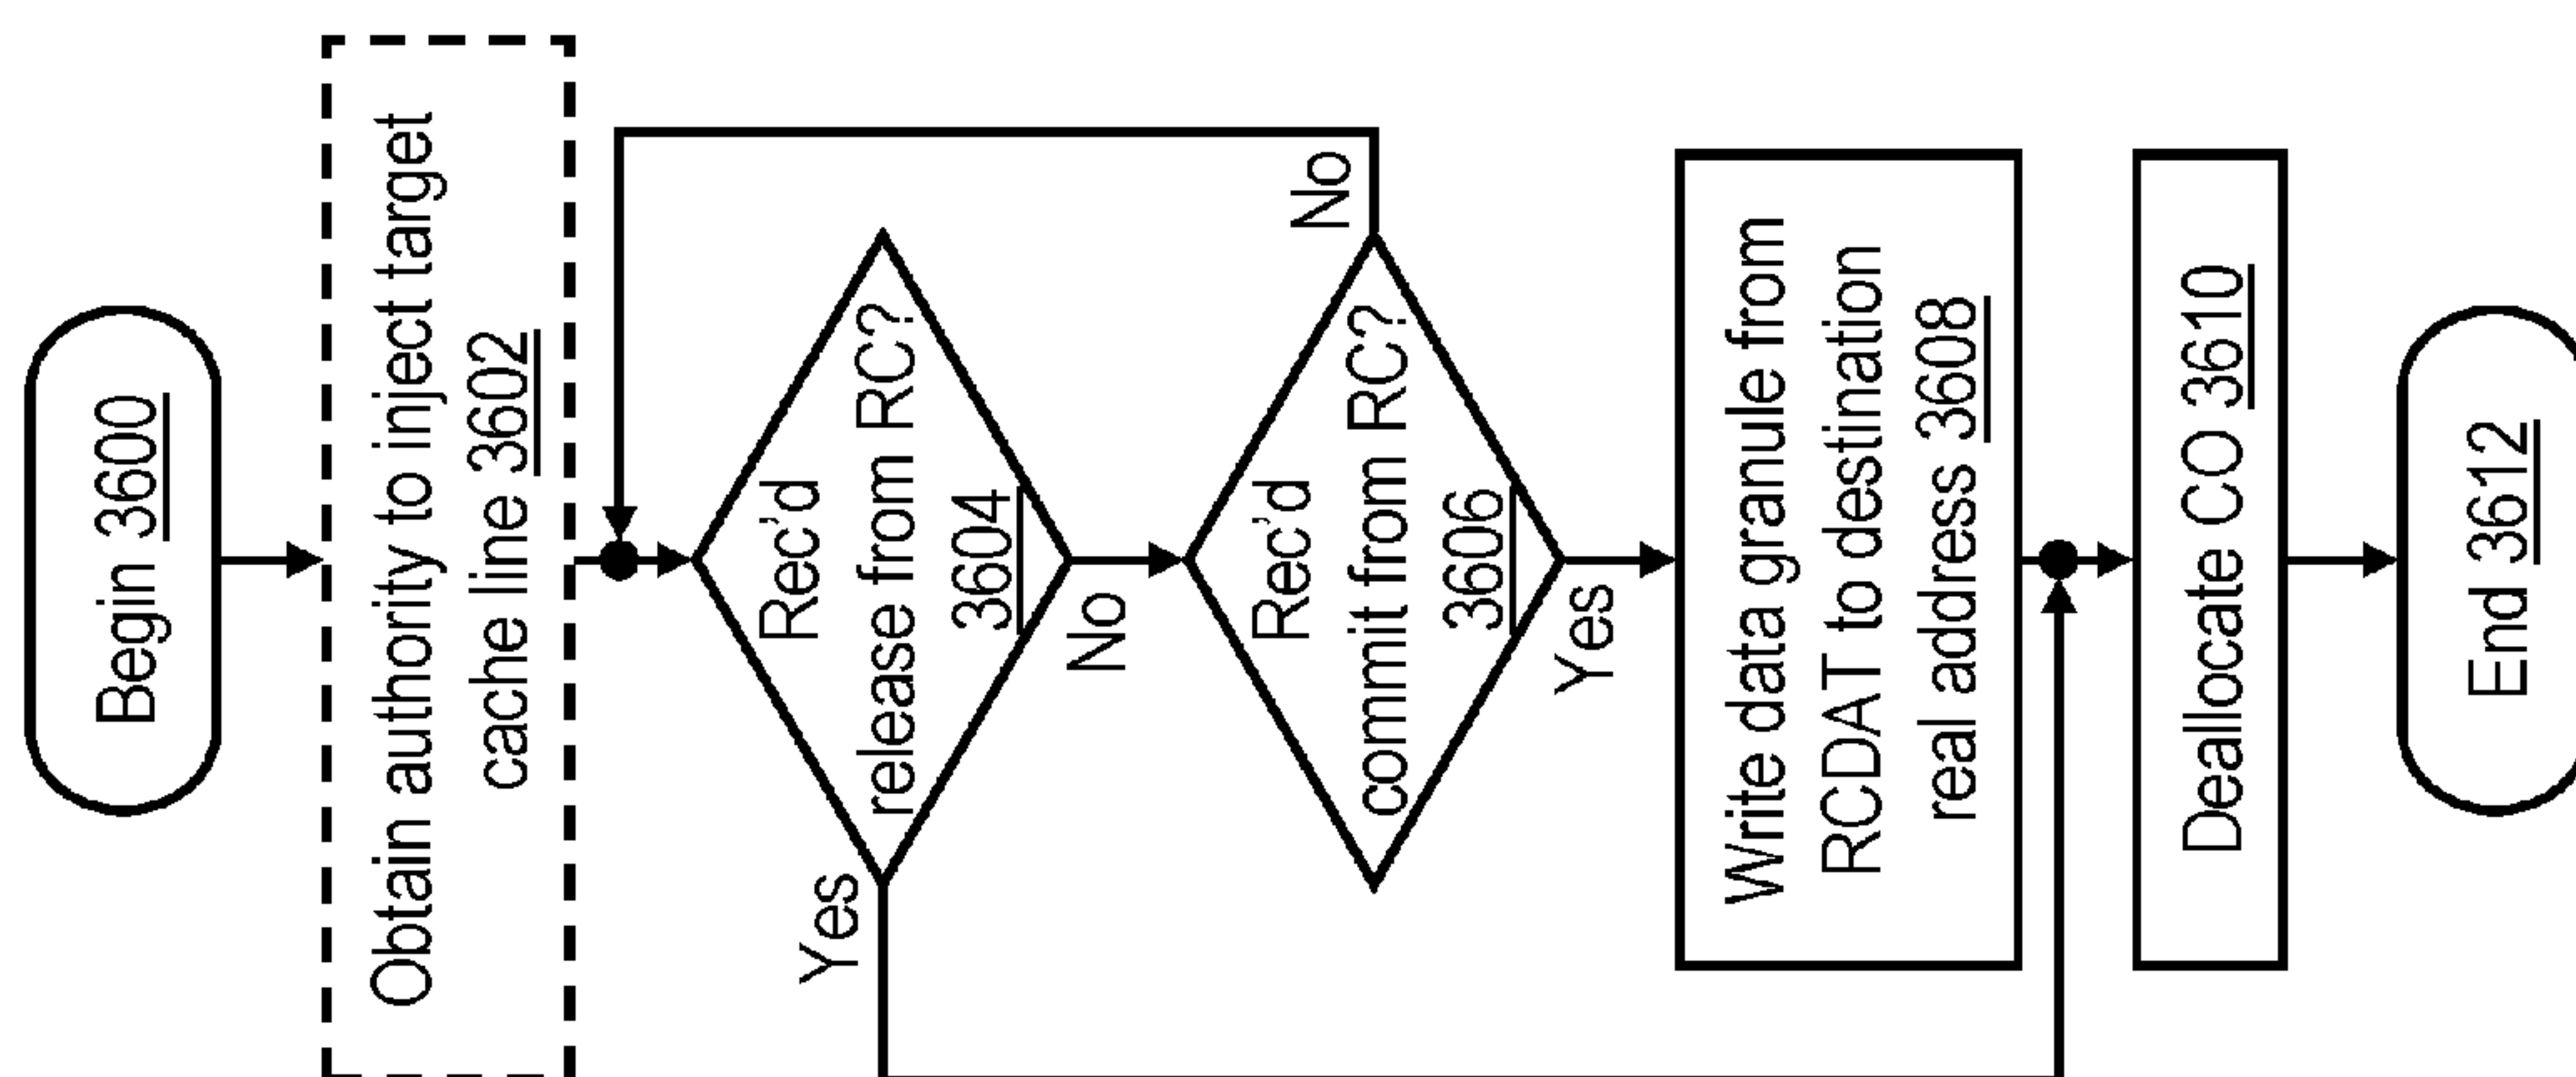 Begin 3600
Obtain authority to inject target
cache line 3602
Rec'd
release from RC?
3604
Yes
No
Rec'd
commit from RC?
3606
No
Yes
Write data granule from
RCDAT to destination
real address 3608
Deallocate CO 3610
End 3612